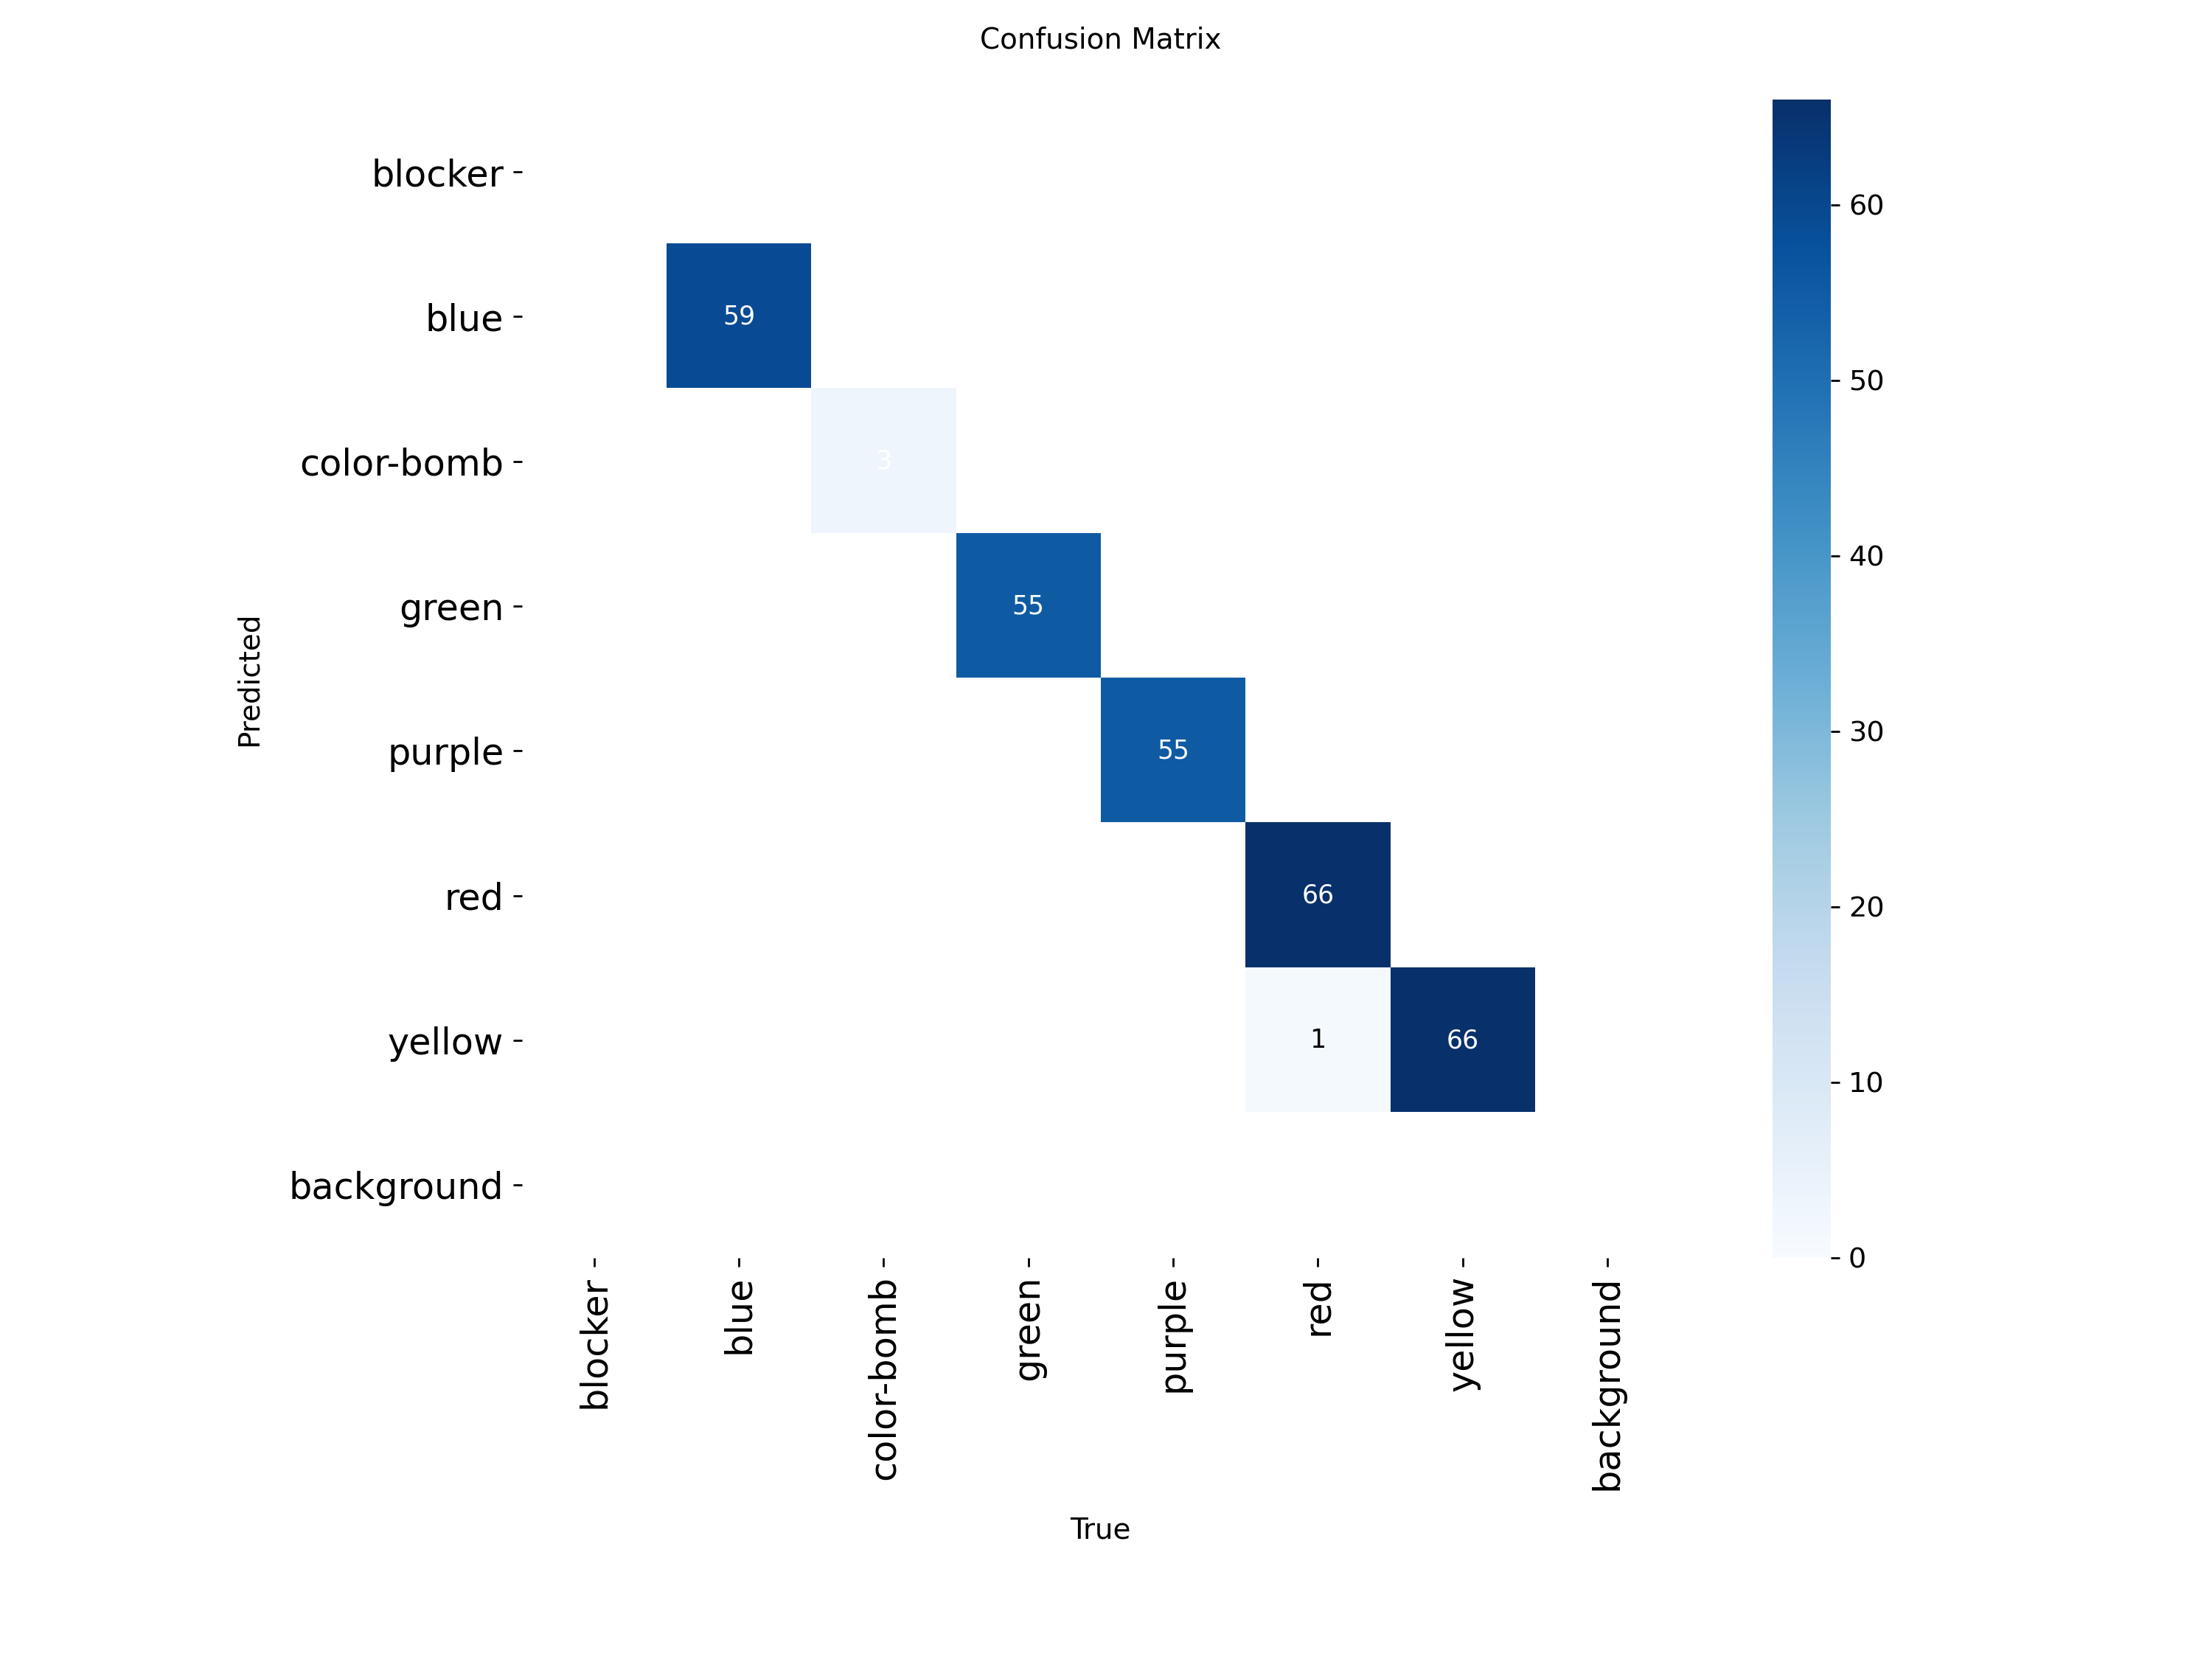 Confusion Matrix
blocker
blue
color-bomb
green
purple
red
yellow
background
Predicted
59
3
55
55
66
1 66
60
50
40
30
20
10
0
blocker
blue
color-bomb
green
purple
red
yellow
background
True